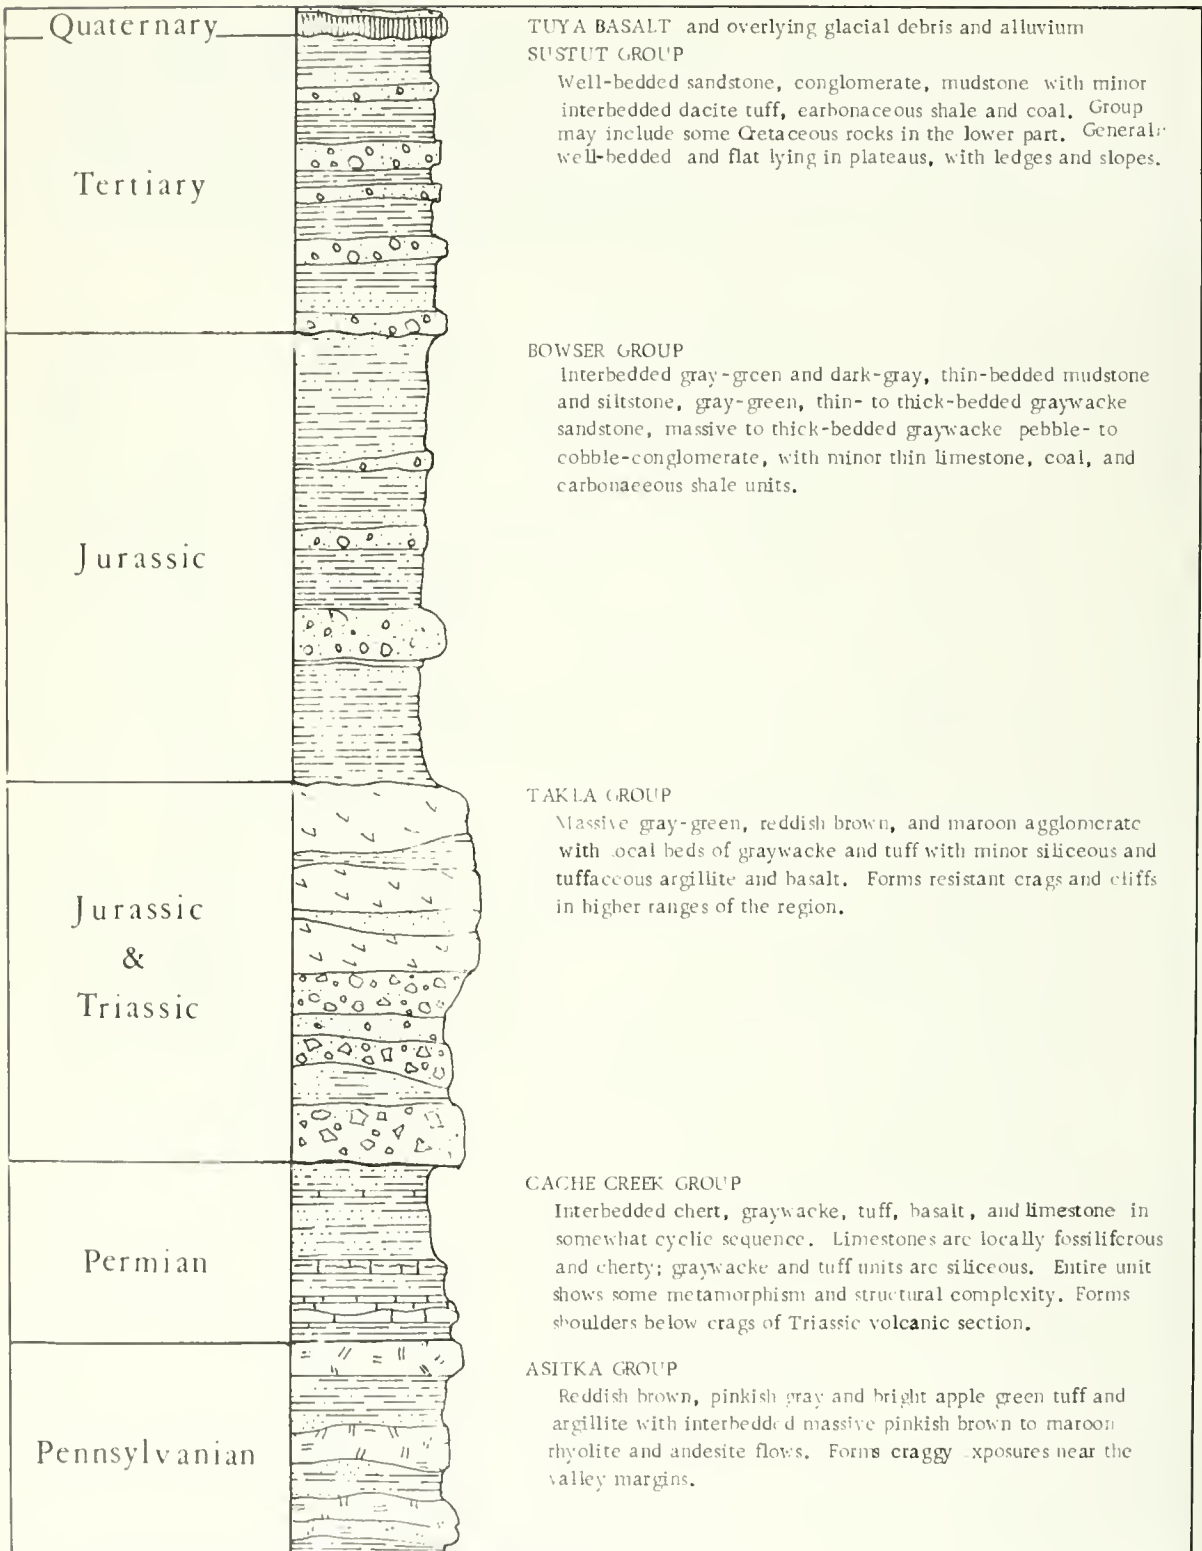 Quaternary
TUYA BASALT and overlying glacial debris and alluvium
SUSTUT GROUP
Well-bedded sandstone, conglomerate, mudstone with minor
interbedded dacite tuff, carbonaceous shale and coal. Group
may include some Cretaceous rocks in the lower part. General
well-bedded and flat lying in plateaus, with ledges and slopes.
Tertiary
BOWSER GROUP
Interbedded gray-green and dark-gray, thin-bedded mudstone
and siltstone, gray-green, thin- to thick-bedded graywacke
sandstone, massive to thick-bedded graywacke pebble- to
cobble-conglomerate, with minor thin limestone, coal, and
carbonaceous shale units.
Jurassic
TAKLA GROUP
Massive gray-green, reddish brown, and maroon agglomerate
with local beds of graywacke and tuff with minor siliceous and
tuffaceous argillite and basalt. Forms resistant crags and cliffs
in higher ranges of the region.
Jurassic
&
Triassic
CACHE CREEK GROUP
Interbedded chert, graywacke, tuff, basalt, and limestone in
somewhat cyclic sequence. Limestones are locally fossiliferous
and cherty; graywacke and tuff units are siliceous. Entire unit
shows some metamorphism and structural complexity. Forms
shoulders below crags of Triassic volcanic section.
Permian
ASITKA GROUP
Reddish brown, pinkish gray and bright apple green tuff and
argillite with interbedded massive pinkish brown to maroon
rhyolite and andesite flows. Forms craggy exposures near the
valley margins.
Pennsylvanian